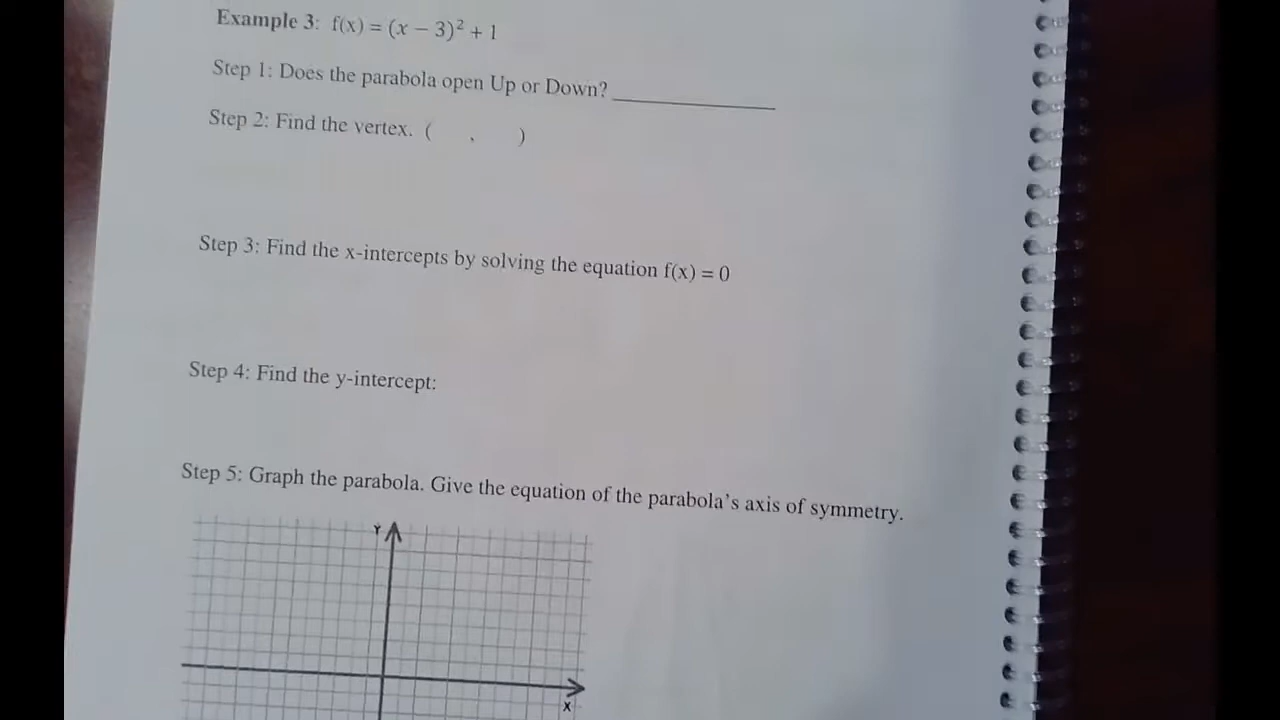 Example 3: f(x) = (x − 3)² + 1
Step 1: Does the parabola open Up or Down? ____________
Step 2: Find the vertex. (   ,   )
Step 3: Find the x-intercepts by solving the equation f(x) = 0
Step 4: Find the y-intercept:
Step 5: Graph the parabola. Give the equation of the parabola’s axis of symmetry.
Y
X